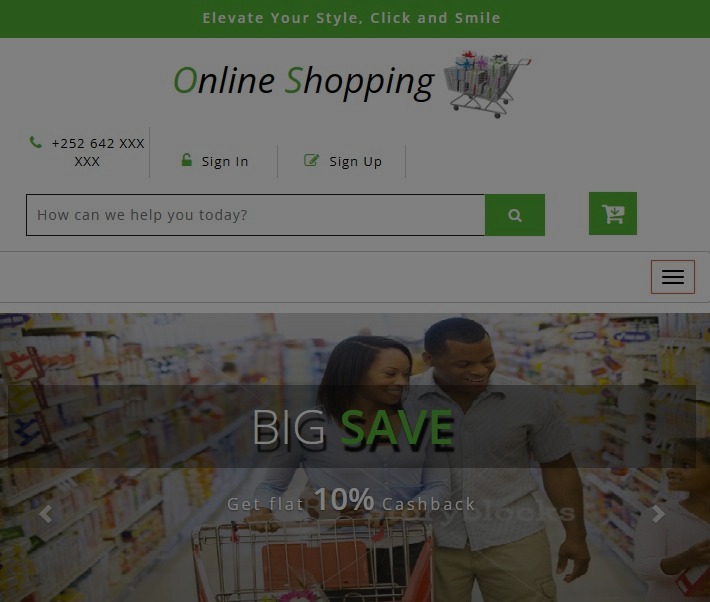 Elevate Your Style, Click and Smile
Online Shopping
+252 642 XXX
XXX
Sign In
Sign Up
How can we help you today?
BIG SAVE
Get flat 10% Cashback